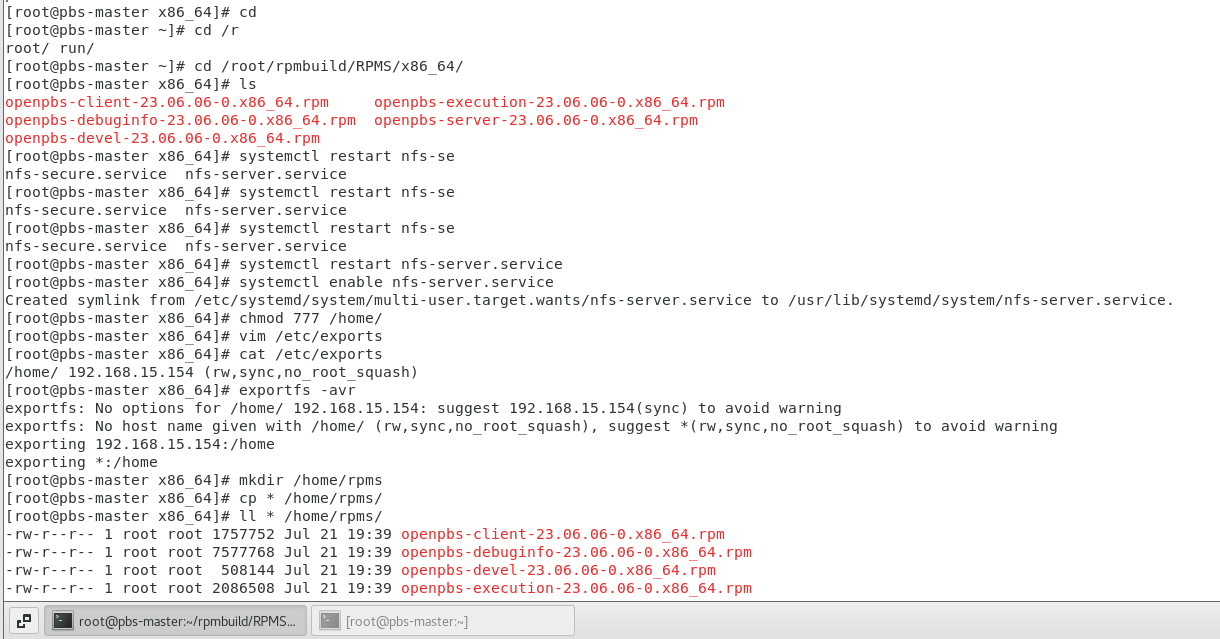 [root@pbs-master x86_64]# cd
[root@pbs-master ~]# cd /r
root/ run/
[root@pbs-master ~]# cd /root/rpmbuild/RPMS/x86_64/
[root@pbs-master x86_64]# ls
openpbs-client-23.06.06-0.x86_64.rpm     openpbs-execution-23.06.06-0.x86_64.rpm
openpbs-debuginfo-23.06.06-0.x86_64.rpm  openpbs-server-23.06.06-0.x86_64.rpm
openpbs-devel-23.06.06-0.x86_64.rpm
[root@pbs-master x86_64]# systemctl restart nfs-se
nfs-secure.service  nfs-server.service
[root@pbs-master x86_64]# systemctl restart nfs-se
nfs-secure.service  nfs-server.service
[root@pbs-master x86_64]# systemctl restart nfs-se
nfs-secure.service  nfs-server.service
[root@pbs-master x86_64]# systemctl restart nfs-server.service
[root@pbs-master x86_64]# systemctl enable nfs-server.service
Created symlink from /etc/systemd/system/multi-user.target.wants/nfs-server.service to /usr/lib/systemd/system/nfs-server.service.
[root@pbs-master x86_64]# chmod 777 /home/
[root@pbs-master x86_64]# vim /etc/exports
[root@pbs-master x86_64]# cat /etc/exports
/home/ 192.168.15.154 (rw,sync,no_root_squash)
[root@pbs-master x86_64]# exportfs -avr
exportfs: No options for /home/ 192.168.15.154: suggest 192.168.15.154(sync) to avoid warning
exportfs: No host name given with /home/ (rw,sync,no_root_squash), suggest *(rw,sync,no_root_squash) to avoid warning
exporting 192.168.15.154:/home
exporting *:/home
[root@pbs-master x86_64]# mkdir /home/rpms
[root@pbs-master x86_64]# cp * /home/rpms/
[root@pbs-master x86_64]# ll * /home/rpms/
-rw-r--r-- 1 root root 1757752 Jul 21 19:39 openpbs-client-23.06.06-0.x86_64.rpm
-rw-r--r-- 1 root root 7577768 Jul 21 19:39 openpbs-debuginfo-23.06.06-0.x86_64.rpm
-rw-r--r-- 1 root root  508144 Jul 21 19:39 openpbs-devel-23.06.06-0.x86_64.rpm
-rw-r--r-- 1 root root 2086508 Jul 21 19:39 openpbs-execution-23.06.06-0.x86_64.rpm
root@pbs-master:~/rpmbuild/RPMS... [root@pbs-master:~]